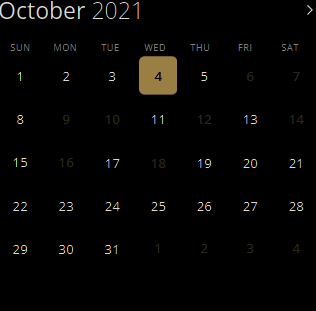 October 2021
SUN MON TUE WED THU FRI SAT
1 2 3 4 5 6 7
8 9 10 11 12 13 14
15 16 17 18 19 20 21
22 23 24 25 26 27 28
29 30 31 1 2 3 4